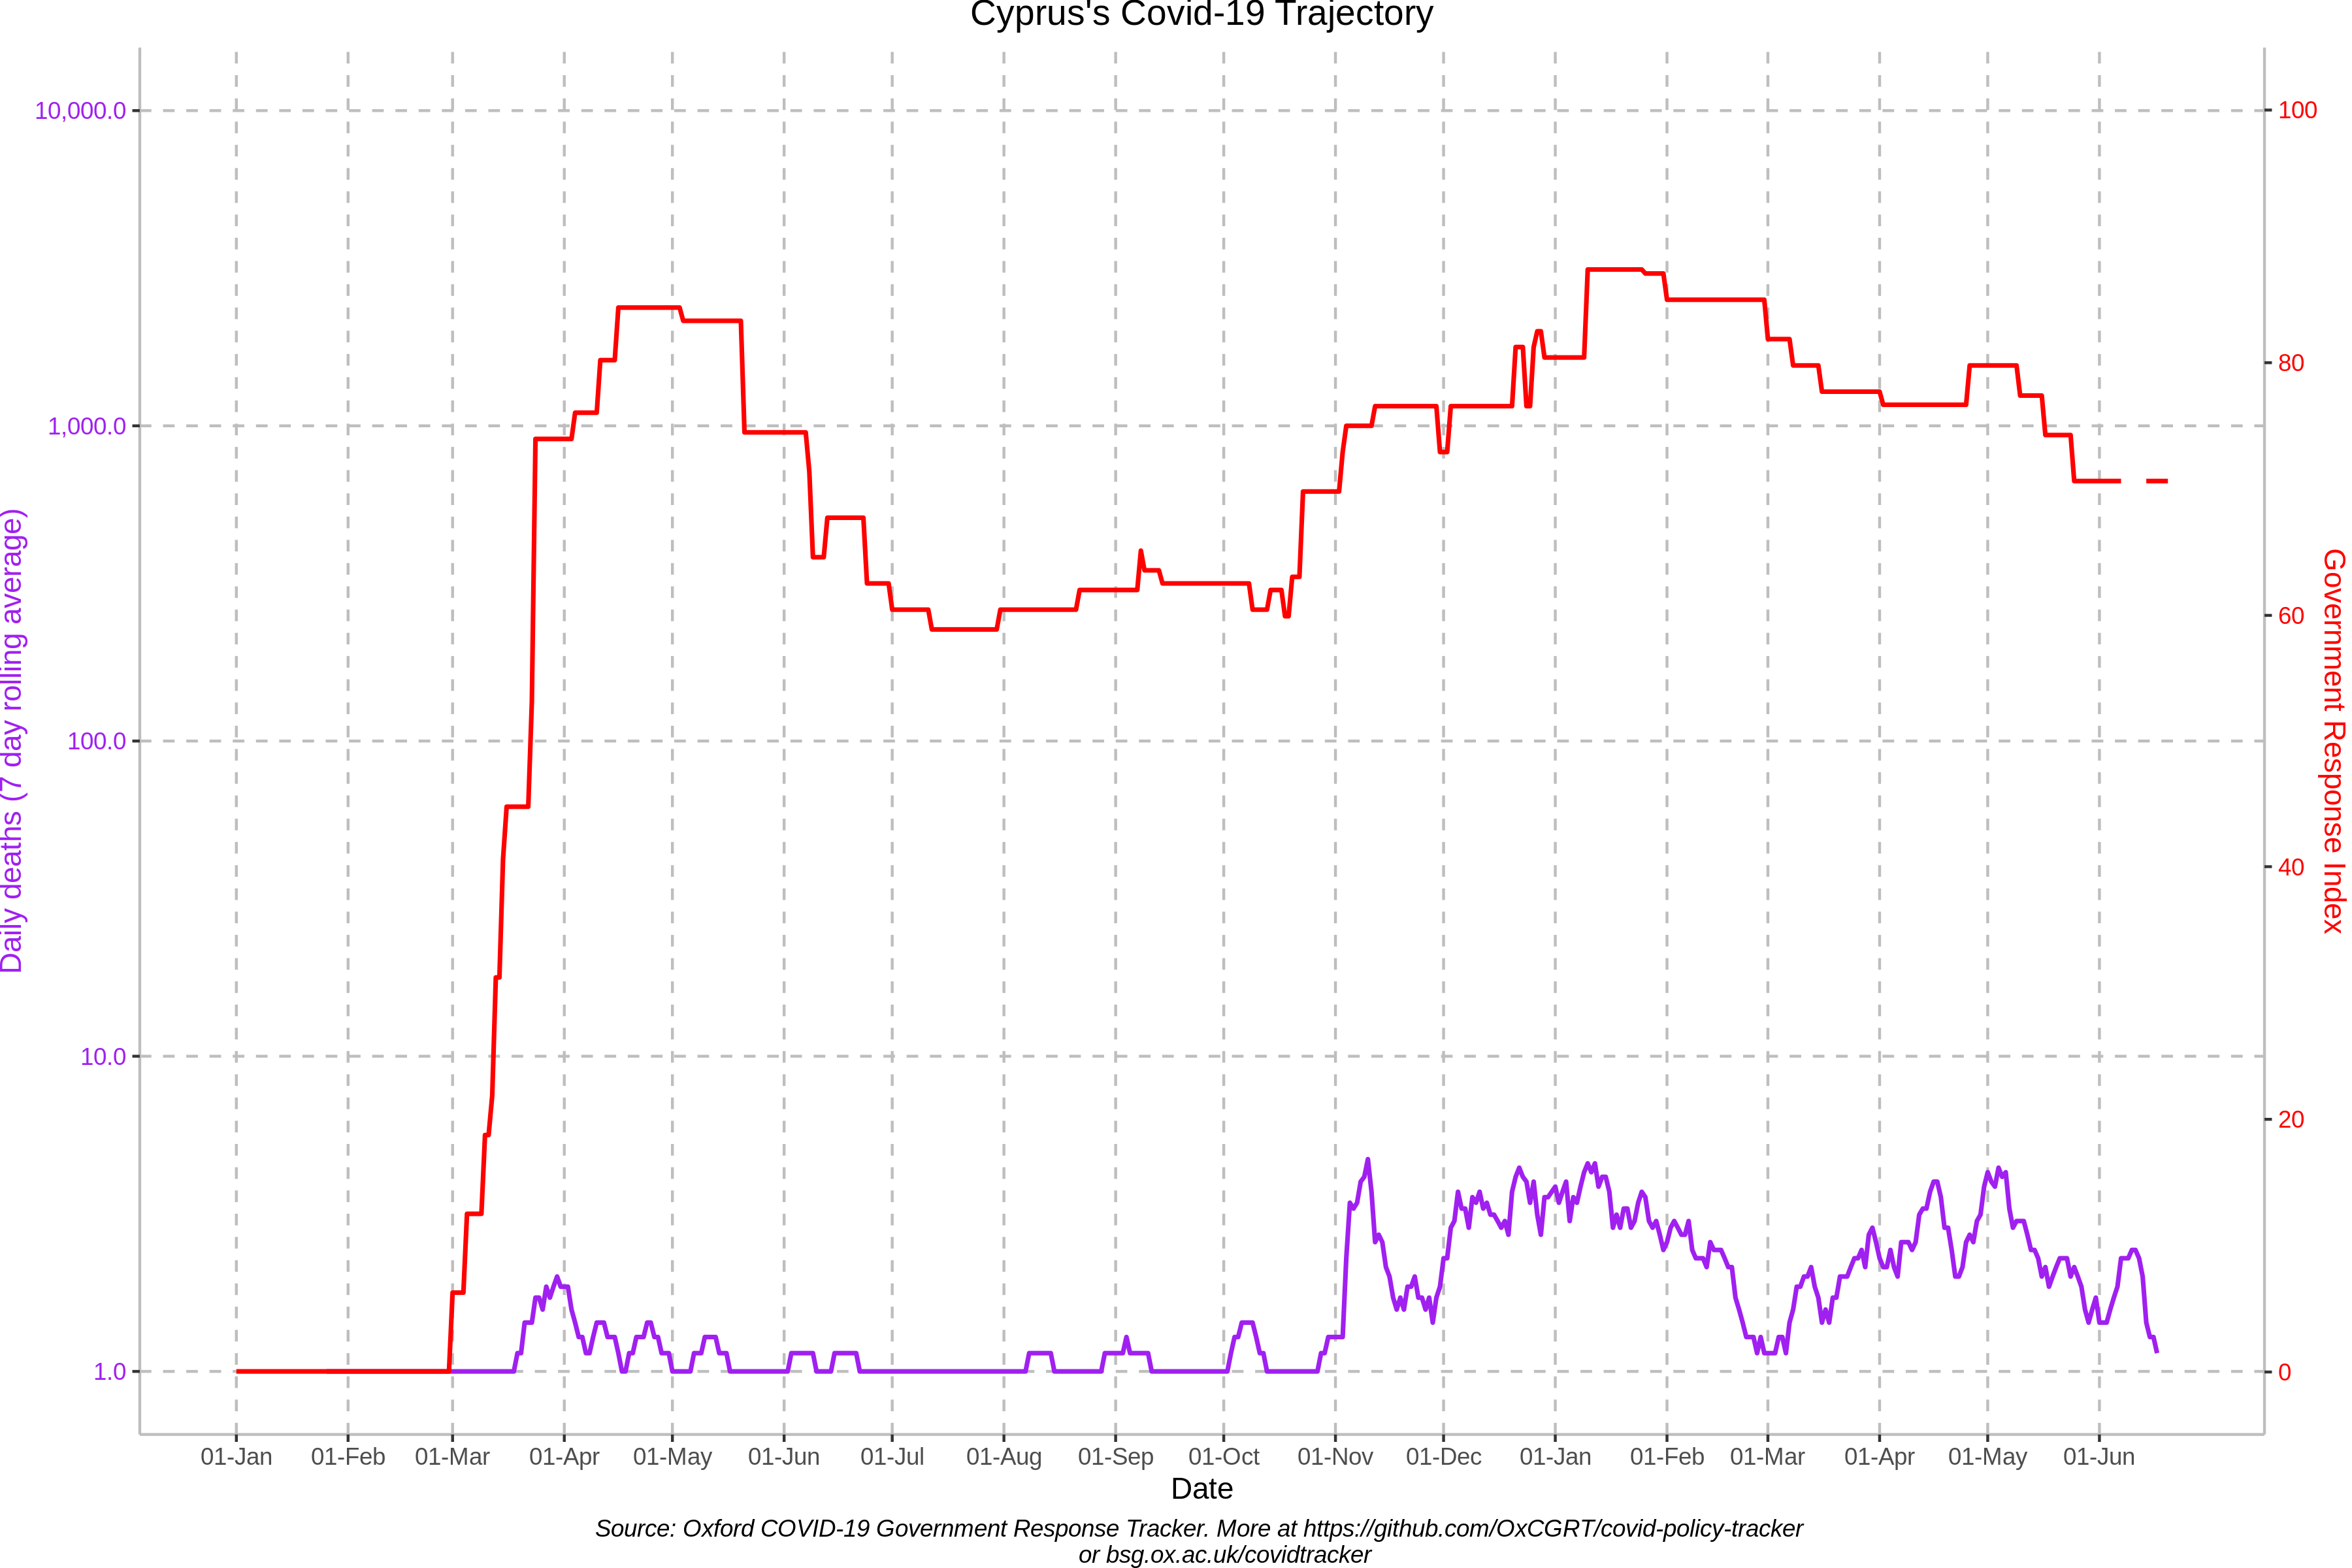 Cyprus's Covid-19 Trajectory
10,000.0
1,000.0
100.0
10.0
1.0
Daily deaths (7 day rolling average)
100
80
60
40
20
0
Government Response Index
01-Jan 01-Feb 01-Mar 01-Apr 01-May 01-Jun 01-Jul 01-Aug 01-Sep 01-Oct 01-Nov 01-Dec 01-Jan 01-Feb 01-Mar 01-Apr 01-May 01-Jun
Date
Source: Oxford COVID-19 Government Response Tracker. More at https://github.com/OxCGRT/covid-policy-tracker
or bsg.ox.ac.uk/covidtracker